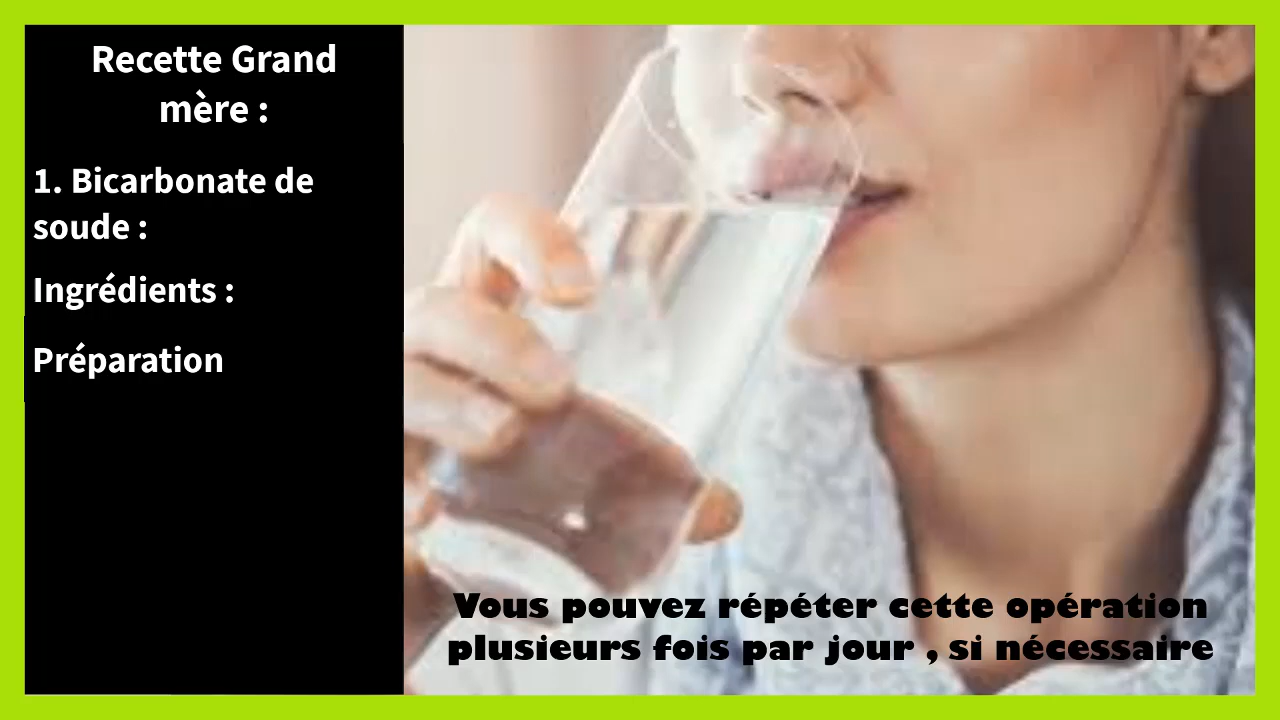 Recette Grand
mère :
1. Bicarbonate de
soude :
Ingrédients :
Préparation
Vous pouvez répéter cette opération
plusieurs fois par jour , si nécessaire